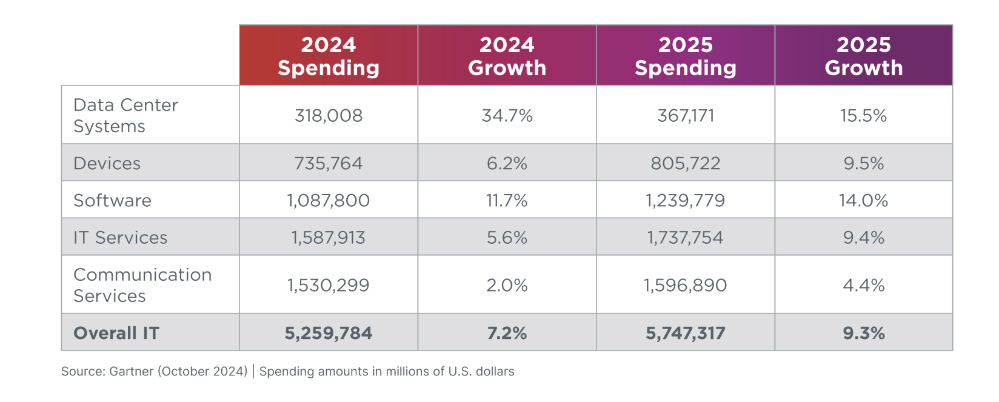 2024 Spending 2024 Growth 2025 Spending 2025 Growth
Data Center Systems 318,008 34.7% 367,171 15.5%
Devices 735,764 6.2% 805,722 9.5%
Software 1,087,800 11.7% 1,239,779 14.0%
IT Services 1,587,913 5.6% 1,737,754 9.4%
Communication Services 1,530,299 2.0% 1,596,890 4.4%
Overall IT 5,259,784 7.2% 5,747,317 9.3%
Source: Gartner (October 2024) | Spending amounts in millions of U.S. dollars